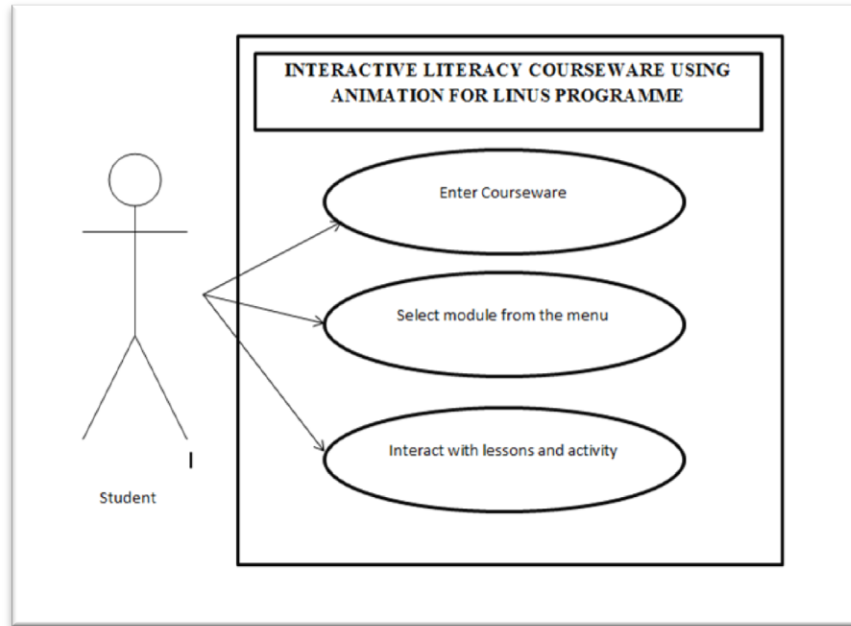 INTERACTIVE LITERACY COURSEWARE USING
ANIMATION FOR LINUS PROGRAMME
Enter Courseware
Select module from the menu
Interact with lessons and activity
Student